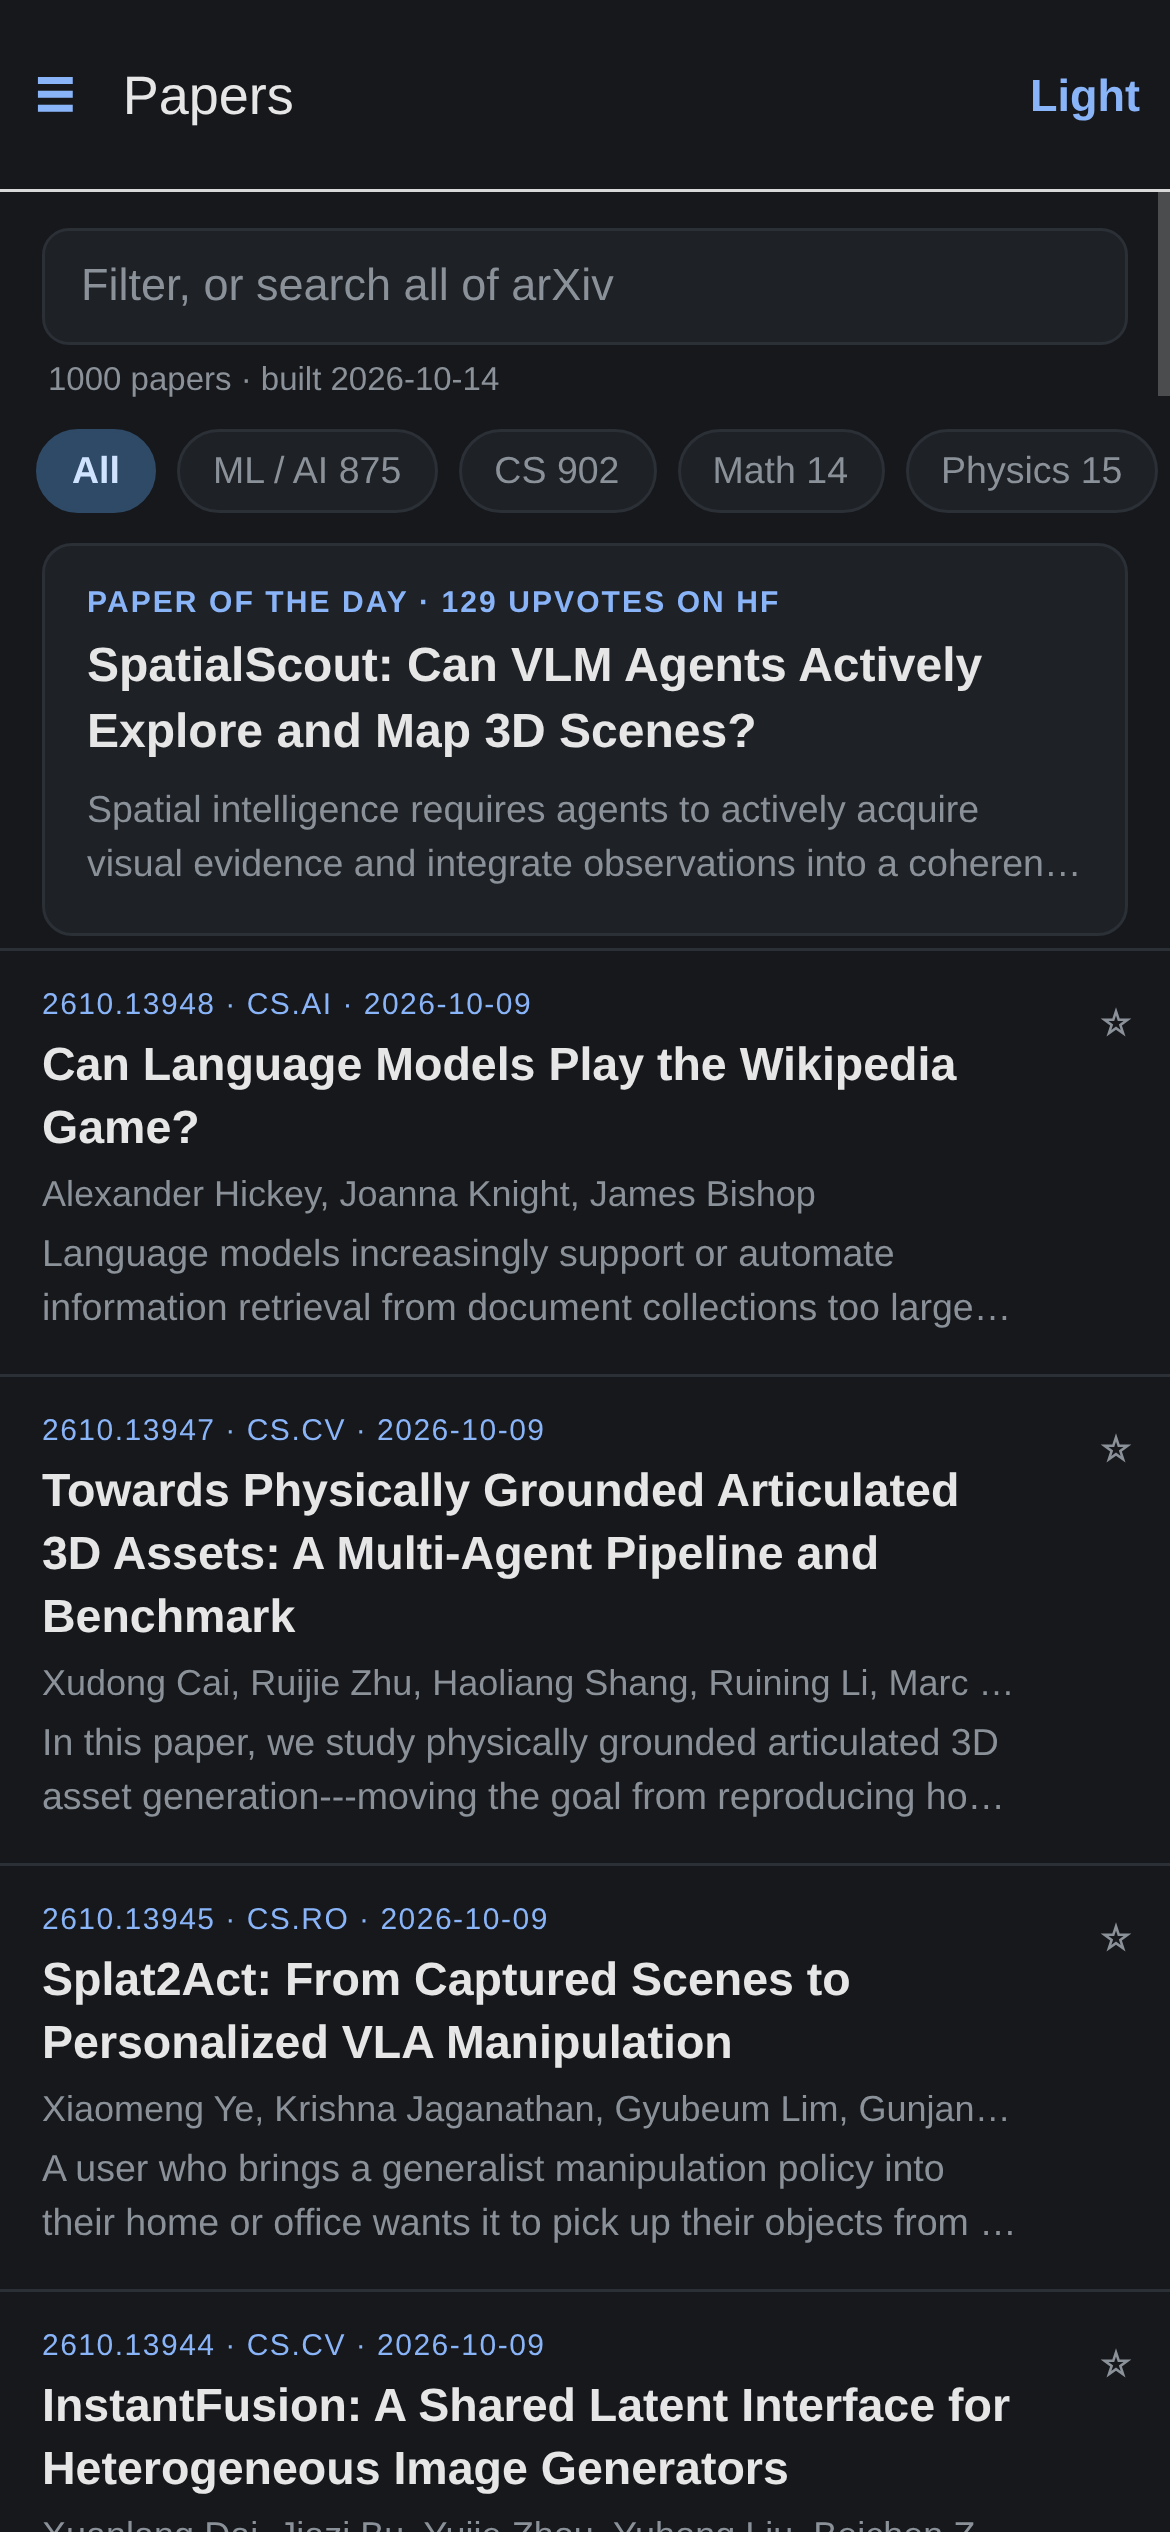 Papers
Light
Filter, or search all of arXiv
1000 papers · built 2026-10-14
All
ML / AI 875
CS 902
Math 14
Physics 15
PAPER OF THE DAY · 129 UPVOTES ON HF
SpatialScout: Can VLM Agents Actively
Explore and Map 3D Scenes?
Spatial intelligence requires agents to actively acquire
visual evidence and integrate observations into a coheren…
2610.13948 · CS.AI · 2026-10-09
Can Language Models Play the Wikipedia
Game?
Alexander Hickey, Joanna Knight, James Bishop
Language models increasingly support or automate
information retrieval from document collections too large…
2610.13947 · CS.CV · 2026-10-09
Towards Physically Grounded Articulated
3D Assets: A Multi-Agent Pipeline and
Benchmark
Xudong Cai, Ruijie Zhu, Haoliang Shang, Ruining Li, Marc …
In this paper, we study physically grounded articulated 3D
asset generation---moving the goal from reproducing ho…
2610.13945 · CS.RO · 2026-10-09
Splat2Act: From Captured Scenes to
Personalized VLA Manipulation
Xiaomeng Ye, Krishna Jaganathan, Gyubeum Lim, Gunjan…
A user who brings a generalist manipulation policy into
their home or office wants it to pick up their objects from …
2610.13944 · CS.CV · 2026-10-09
InstantFusion: A Shared Latent Interface for
Heterogeneous Image Generators